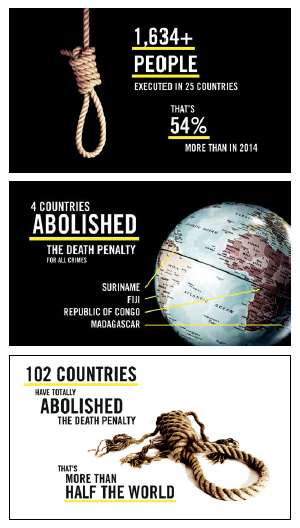 1,634+
PEOPLE
EXECUTED IN 25 COUNTRIES
THAT'S
54%
MORE THAN IN 2014
4 COUNTRIES
ABOLISHED
THE DEATH PENALTY
FOR ALL CRIMES
SURINAME
FIJI
REPUBLIC OF CONGO
MADAGASCAR
ATLANTIC OCEAN
102 COUNTRIES
HAVE TOTALLY
ABOLISHED
THE DEATH PENALTY
THAT'S
MORE THAN
HALF THE WORLD